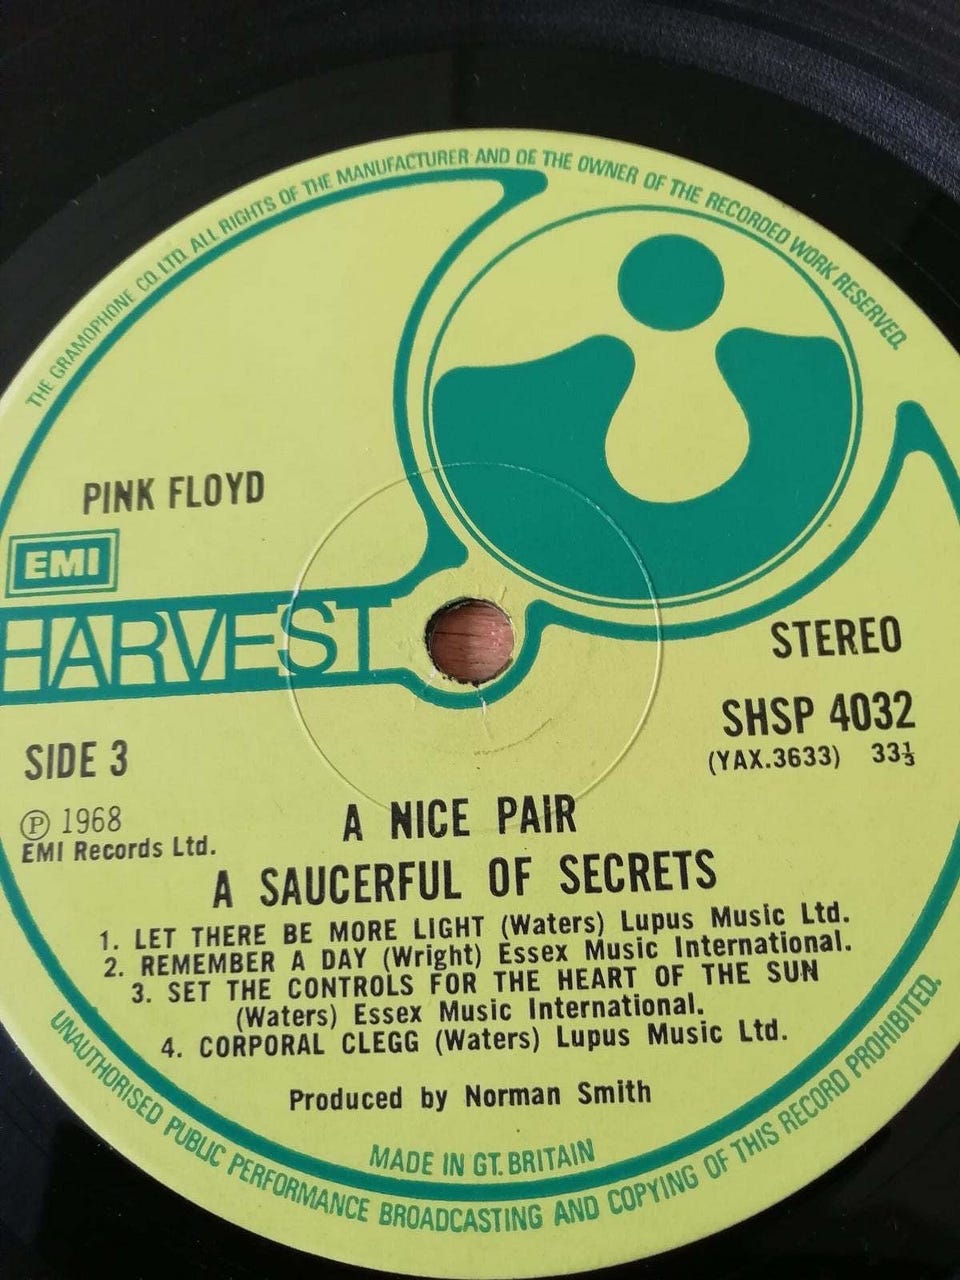 THE GRAMOPHONE CO. LTD. ALL RIGHTS OF THE MANUFACTURER AND OF THE OWNER OF THE RECORDED WORK RESERVED.
PINK FLOYD
EMI
HARVEST
STEREO
SHSP 4032
(YAX.3633) 33⅓
SIDE 3
Ⓟ 1968
EMI Records Ltd.
A NICE PAIR
A SAUCERFUL OF SECRETS
1. LET THERE BE MORE LIGHT (Waters) Lupus Music Ltd.
2. REMEMBER A DAY (Wright) Essex Music International.
3. SET THE CONTROLS FOR THE HEART OF THE SUN
(Waters) Essex Music International.
4. CORPORAL CLEGG (Waters) Lupus Music Ltd.
Produced by Norman Smith
MADE IN GT. BRITAIN
UNAUTHORISED PUBLIC PERFORMANCE BROADCASTING AND COPYING OF THIS RECORD PROHIBITED.